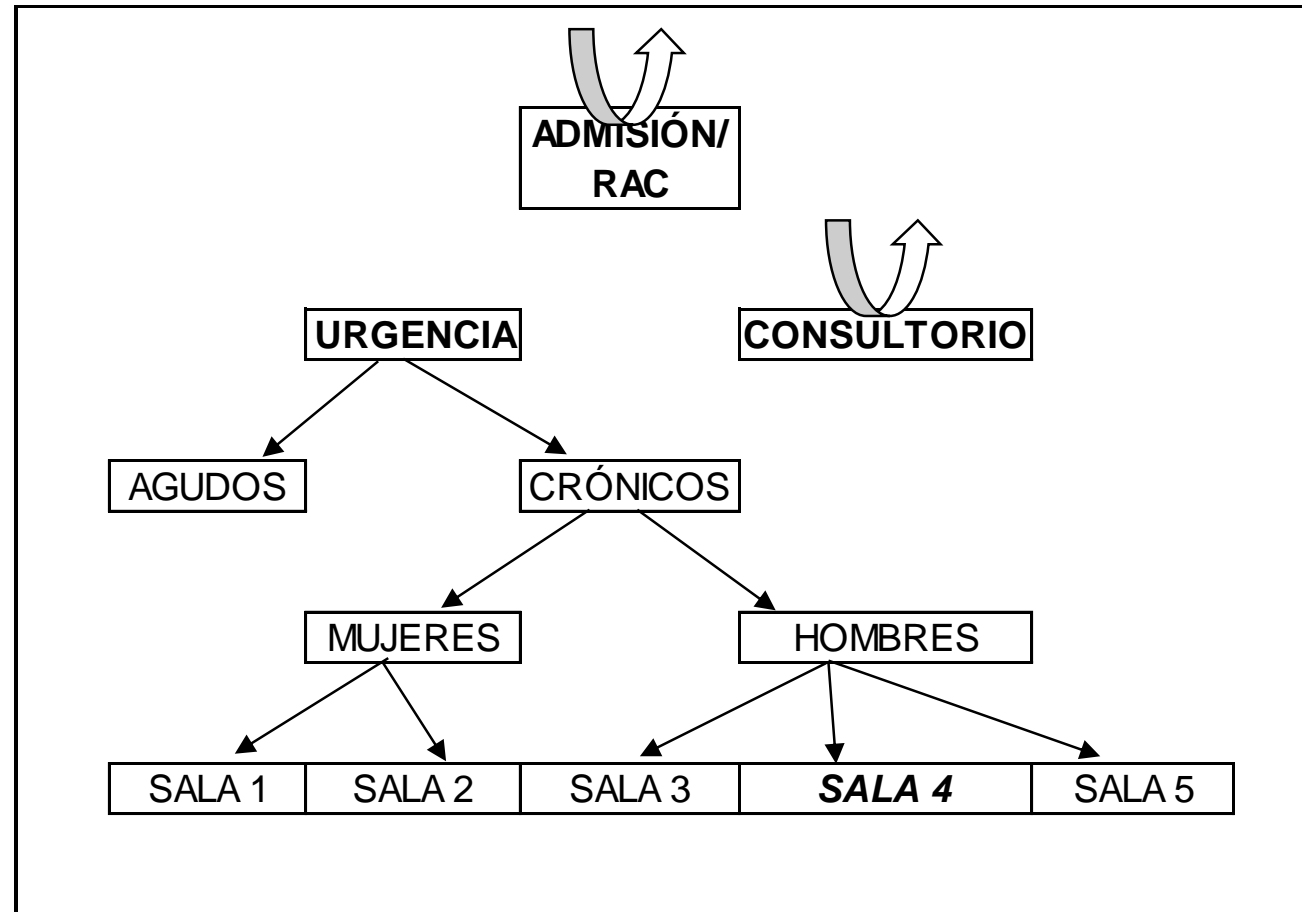 ADMISIÓN/
RAC
URGENCIA
CONSULTORIO
AGUDOS
CRÓNICOS
MUJERES
HOMBRES
SALA 1
SALA 2
SALA 3
SALA 4
SALA 5